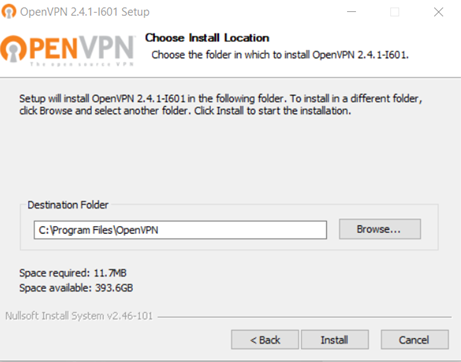 OpenVPN 2.4.1-I601 Setup
OPENVPN
The open source VPN
Choose Install Location
Choose the folder in which to install OpenVPN 2.4.1-I601.
Setup will install OpenVPN 2.4.1-I601 in the following folder. To install in a different folder,
click Browse and select another folder. Click Install to start the installation.
Destination Folder
C:\Program Files\OpenVPN
Browse...
Space required: 11.7MB
Space available: 393.6GB
Nullsoft Install System v2.46-101
< Back
Install
Cancel